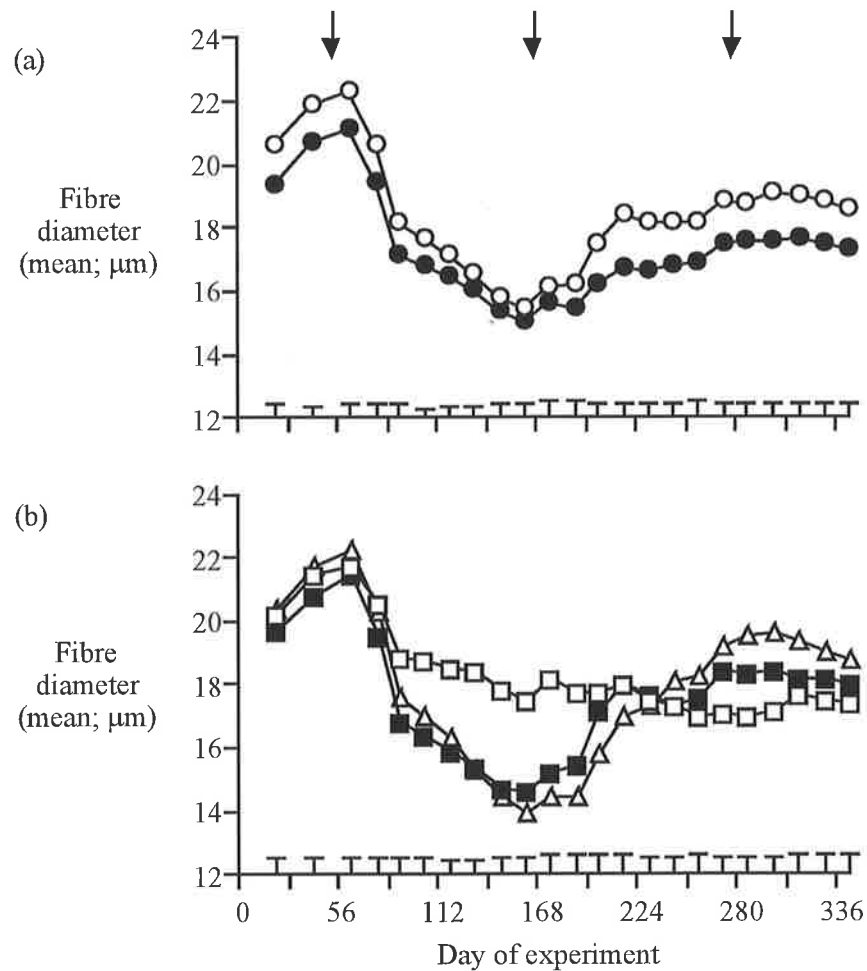 (a)
24
22
20
18
16
14
12
Fibre
diameter
(mean; μm)
(b)
24
22
20
18
16
14
12
Fibre
diameter
(mean; μm)
0 56 112 168 224 280 336
Day of experiment